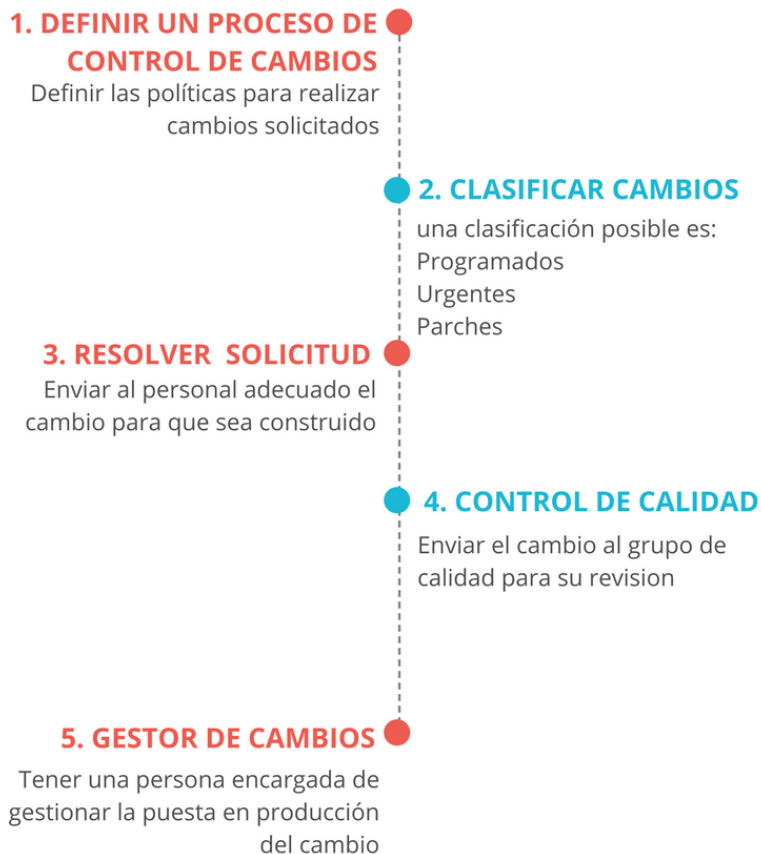 1. DEFINIR UN PROCESO DE
CONTROL DE CAMBIOS
Definir las políticas para realizar
cambios solicitados
2. CLASIFICAR CAMBIOS
una clasificación posible es:
Programados
Urgentes
Parches
3. RESOLVER SOLICITUD
Enviar al personal adecuado el
cambio para que sea construido
4. CONTROL DE CALIDAD
Enviar el cambio al grupo de
calidad para su revision
5. GESTOR DE CAMBIOS
Tener una persona encargada de
gestionar la puesta en producción
del cambio